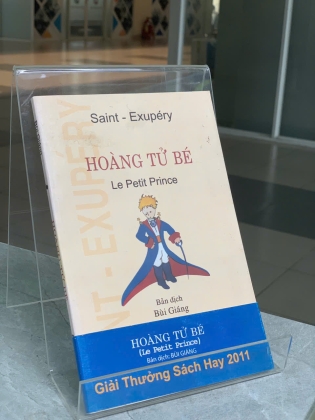 Saint - Exupéry
HOÀNG TỬ BÉ
Le Petit Prince
NT - EXUPÉRY
Bản dịch
Bùi Giáng
HOÀNG TỬ BÉ
(Le Petit Prince)
Bản dịch: BÙI GIÁNG
Giải Thưởng Sách Hay 2011